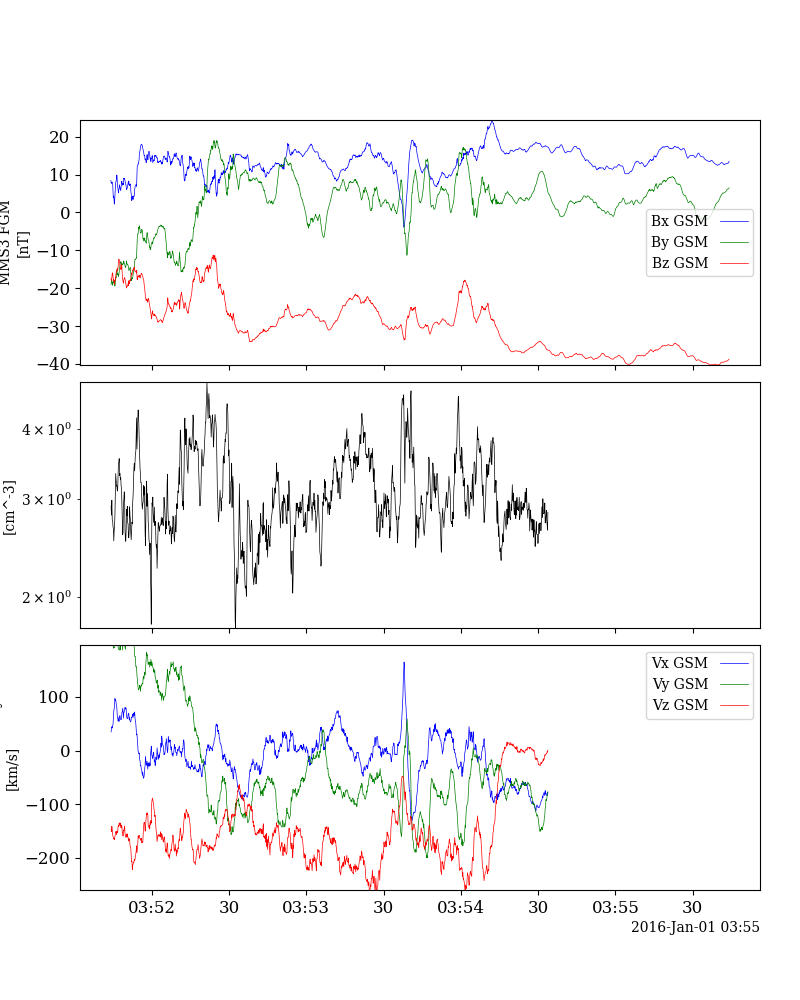 20
10
0
−10
−20
−30
−40
MMS3 FGM
[nT]
Bx GSM
By GSM
Bz GSM
4 × 10⁰
3 × 10⁰
2 × 10⁰
[cm^-3]
100
0
−100
−200
[km/s]
Vx GSM
Vy GSM
Vz GSM
03:52 30 03:53 30 03:54 30 03:55 30
2016-Jan-01 03:55